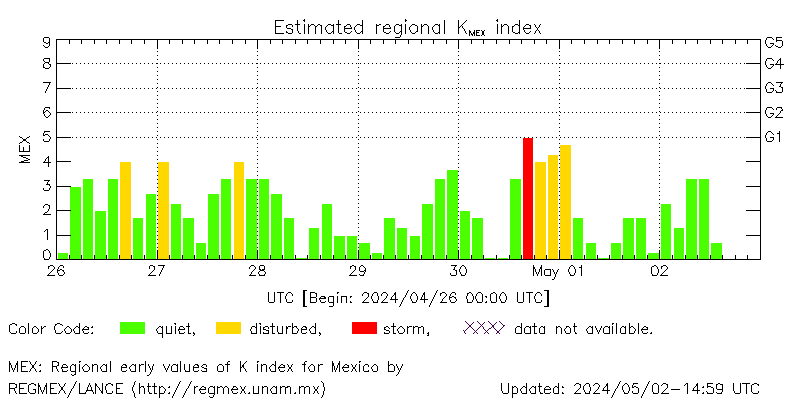 Estimated regional KMEX index
9
8
7
6
5
4
3
2
1
0
MEX
G5
G4
G3
G2
G1
26 27 28 29 30 May 01 02
UTC [Begin: 2024/04/26 00:00 UTC]
Color Code: quiet, disturbed, storm, data not available.
MEX: Regional early values of K index for Mexico by
REGMEX/LANCE (http://regmex.unam.mx) Updated: 2024/05/02-14:59 UTC